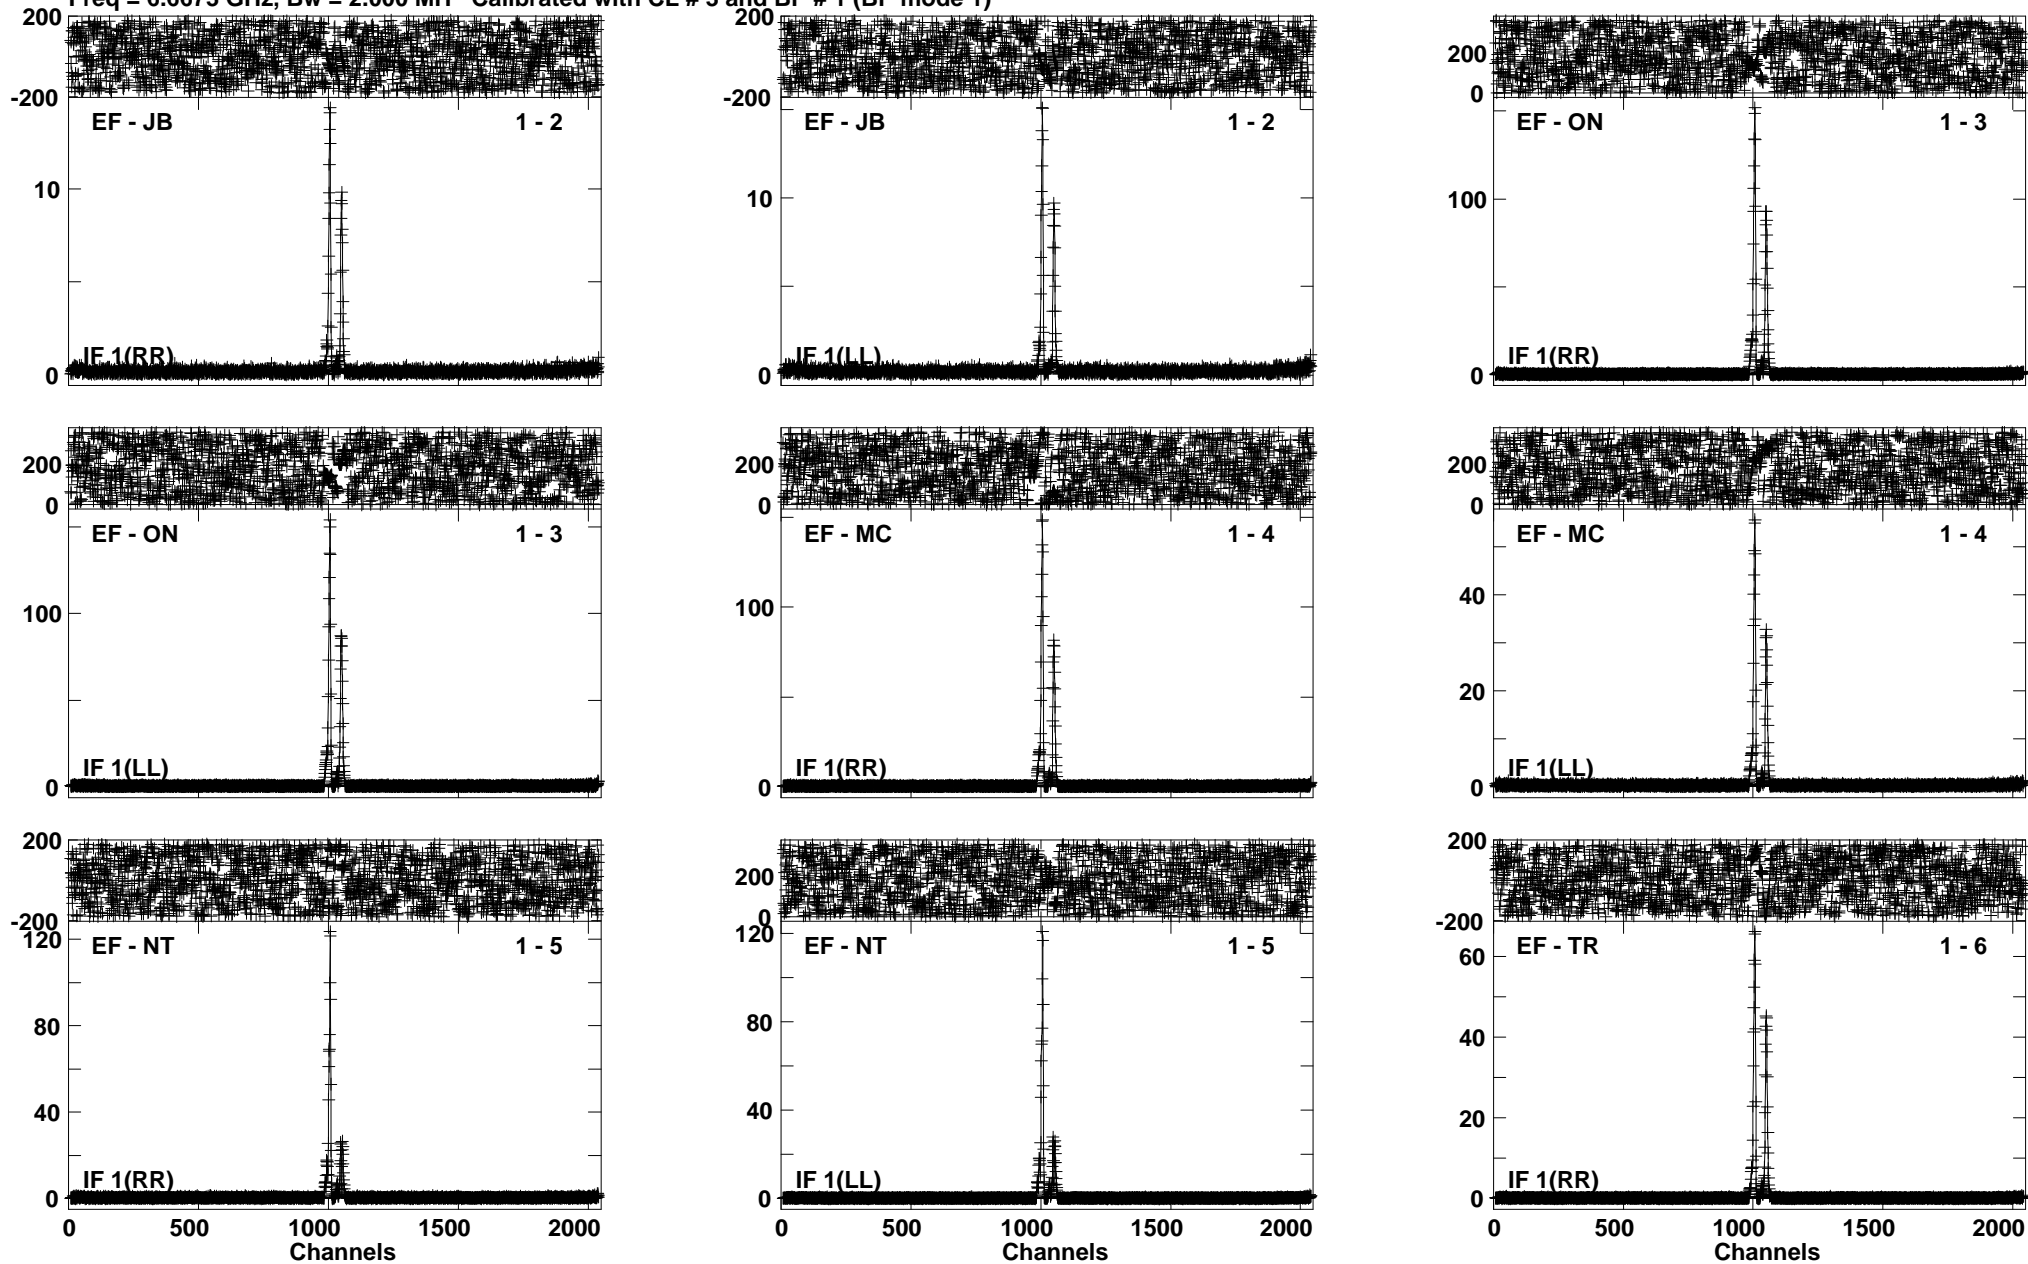 Freq = 6.6673 GHz, Bw = 2.000 MH Calibrated with CL # 3 and BP # 1 (BP mode 1)
200
-200
EF - JB 1 - 2
10
IF 1(RR)
0
200
-200
EF - JB 1 - 2
10
IF 1(LL)
0
200
0
EF - ON 1 - 3
100
IF 1(RR)
0
200
0
EF - ON 1 - 3
100
IF 1(LL)
0
200
0
EF - MC 1 - 4
100
IF 1(RR)
0
200
0
EF - MC 1 - 4
40
20
IF 1(LL)
0
200
-200
120
EF - NT 1 - 5
80
40
IF 1(RR)
0
0 500 1000 1500 2000
Channels
200
0
120
EF - NT 1 - 5
80
40
IF 1(LL)
0
0 500 1000 1500 2000
Channels
200
-200
EF - TR 1 - 6
60
40
20
IF 1(RR)
0
0 500 1000 1500 2000
Channels